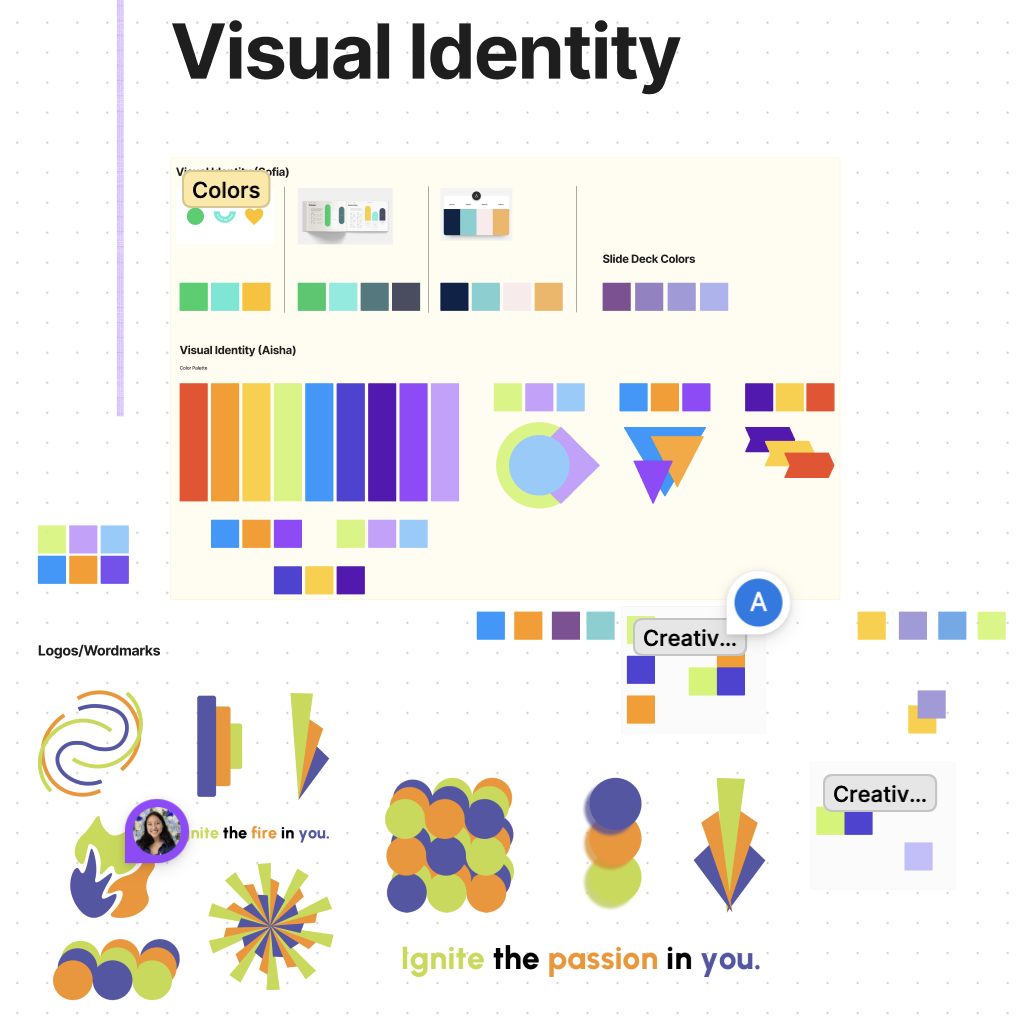 Visual Identity
Visual Identity (Sofia)
Colors
Slide Deck Colors
Visual Identity (Aisha)
Color Palette
A
Creativ...
Logos/Wordmarks
Creativ...
nite the fire in you.
Ignite the passion in you.